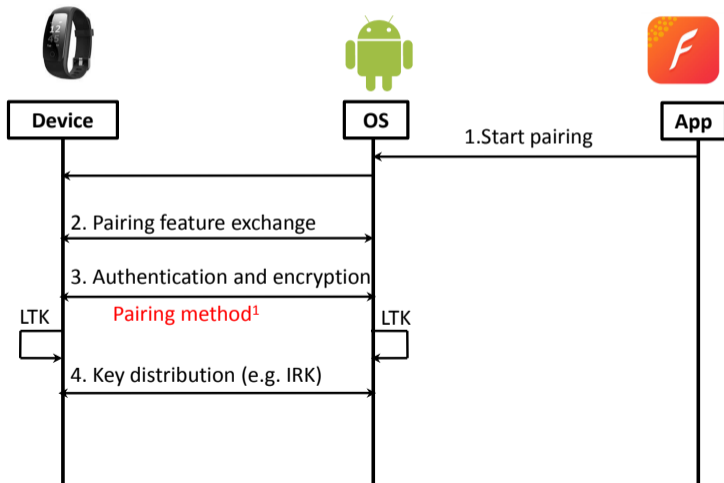 Device
OS
App
1.Start pairing
2. Pairing feature exchange
3. Authentication and encryption
Pairing method¹
LTK
LTK
4. Key distribution (e.g. IRK)